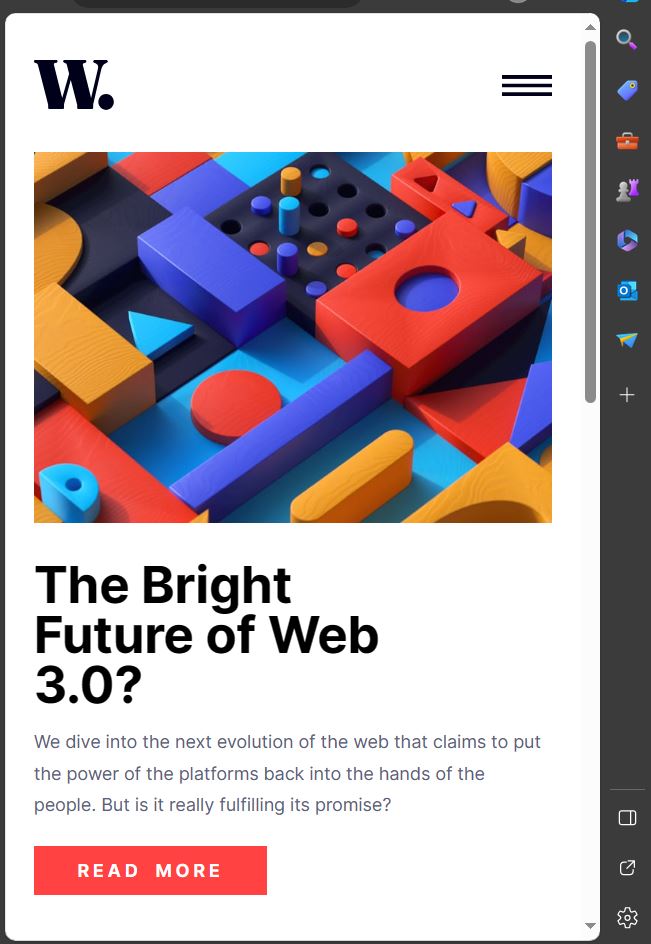 W.
The Bright
Future of Web
3.0?
We dive into the next evolution of the web that claims to put
the power of the platforms back into the hands of the
people. But is it really fulfilling its promise?
READ MORE